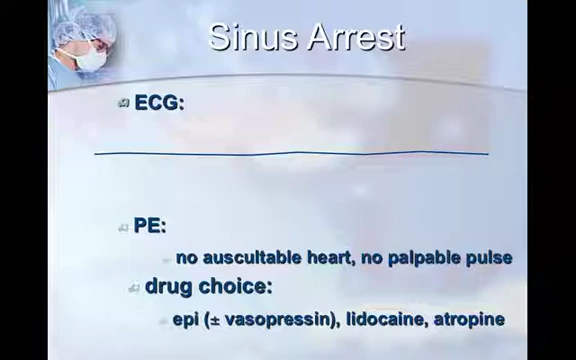 Sinus Arrest
ECG:
PE:
no auscultable heart, no palpable pulse
drug choice:
epi (± vasopressin), lidocaine, atropine